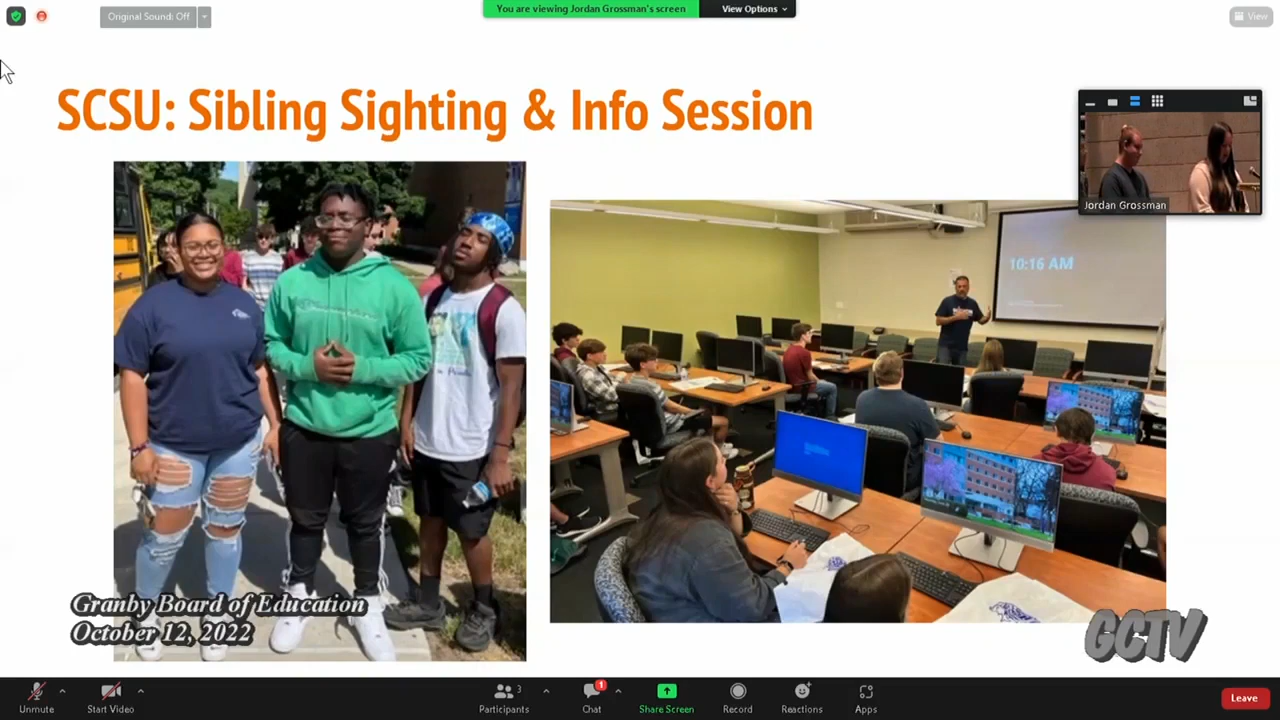 Original Sound: Off
You are viewing Jordan Grossman's screen
View Options
View
SCSU: Sibling Sighting & Info Session
Jordan Grossman
10:16 AM
Granby Board of Education
October 12, 2022
GCTV
Unmute
Start Video
3
Participants
1
Chat
Share Screen
Record
Reactions
Apps
Leave